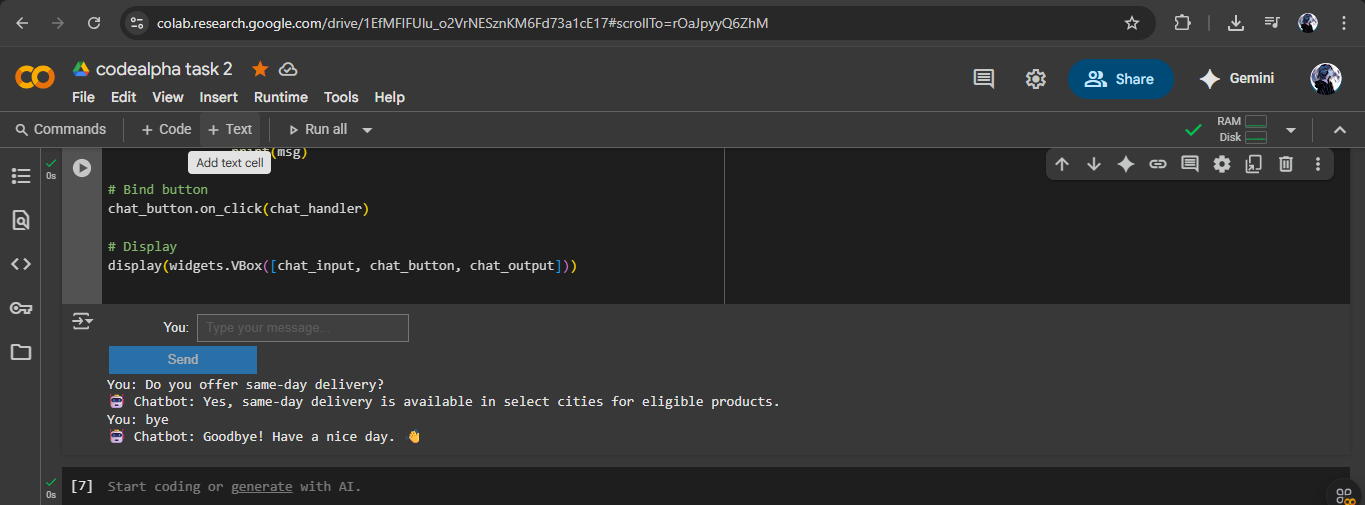 colab.research.google.com/drive/1EfMFIFUlu_o2VrNESznKM6Fd73a1cE17#scrollTo=rOaJpyyQ6ZhM
codealpha task 2
File Edit View Insert Runtime Tools Help
Share
Gemini
Commands + Code + Text Run all
RAM
Disk
Add text cell
0s
print(msg)
# Bind button
chat_button.on_click(chat_handler)
# Display
display(widgets.VBox([chat_input, chat_button, chat_output]))
You: Type your message...
Send
You: Do you offer same-day delivery?
🤖 Chatbot: Yes, same-day delivery is available in select cities for eligible products.
You: bye
🤖 Chatbot: Goodbye! Have a nice day. 👋
0s
[7] Start coding or generate with AI.